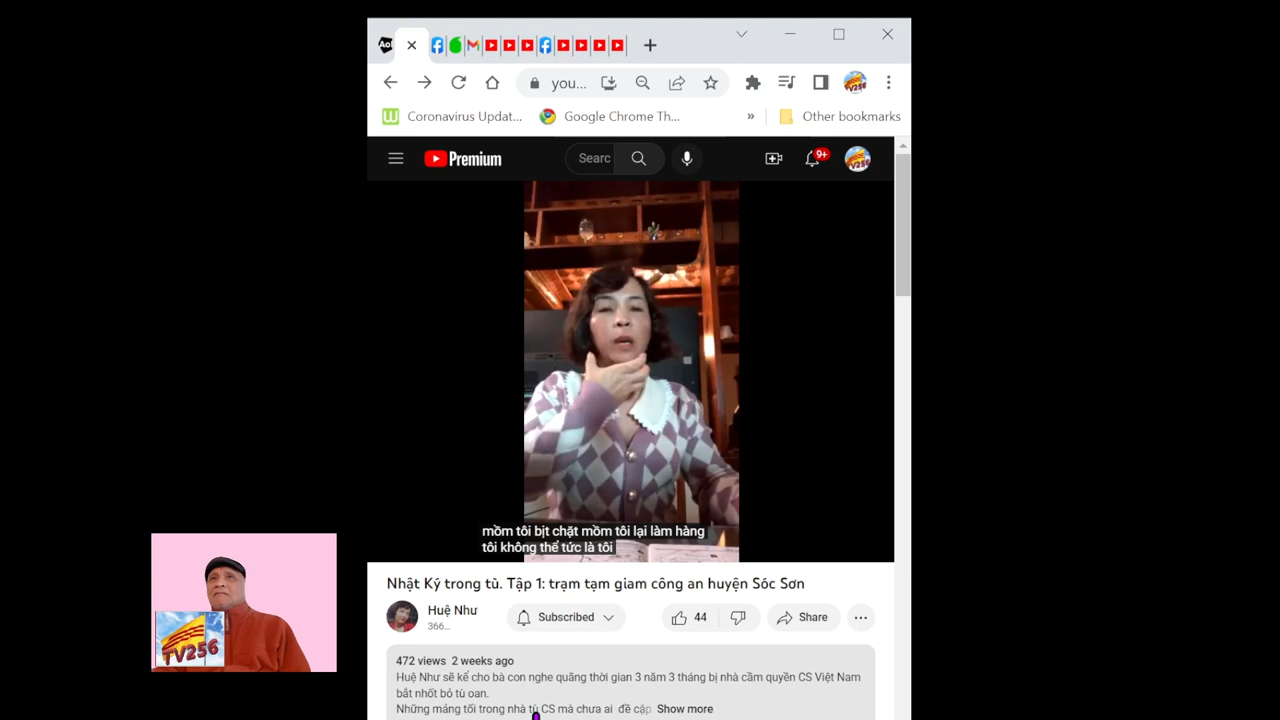 Ao
you...
Coronavirus Updat...
Google Chrome Th...
»
Other bookmarks
Premium
Searc
9+
mồm tôi bịt chặt mồm tôi lại làm hàng
tôi không thể tức là tôi
Nhật Ký trong tù. Tập 1: trạm tạm giam công an huyện Sóc Sơn
Huệ Như
366...
Subscribed
44
Share
472 views 2 weeks ago
Huệ Như sẽ kể cho bà con nghe quãng thời gian 3 năm 3 tháng bị nhà cầm quyền CS Việt Nam
bắt nhốt bỏ tù oan.
Những mảng tối trong nhà tù CS mà chưa ai đề cập. Show more
TV256